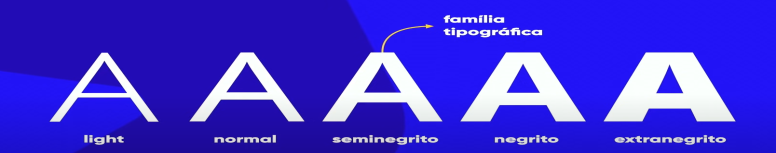 família
tipográfica
A A A A A
light normal seminegrito negrito extranegrito